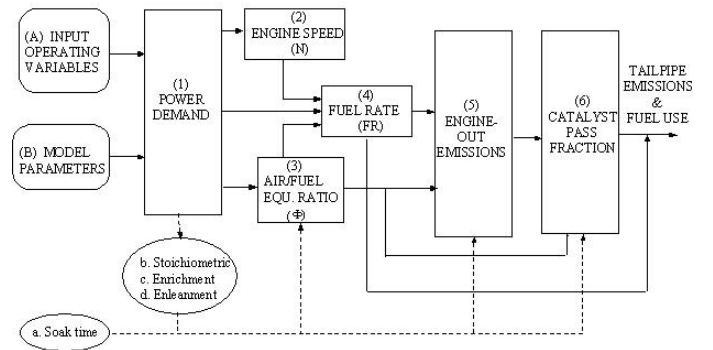 (A) INPUT
OPERATING
VARIABLES
(B) MODEL
PARAMETERS
(1)
POWER
DEMAND
(2)
ENGINE SPEED
(N)
(4)
FUEL RATE
(FR)
(3)
AIR/FUEL
EQU. RATIO
(Φ)
(5)
ENGINE-
OUT
EMISSIONS
(6)
CATALYST
PASS
FRACTION
TAILPIPE
EMISSIONS
&
FUEL USE
b. Stoichiometric
c. Enrichment
d. Enleanment
a. Soak time